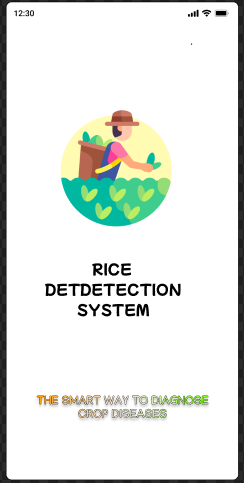 12:30
RICE
DETDETECTION
SYSTEM
THE SMART WAY TO DIAGNOSE
CROP DISEASES